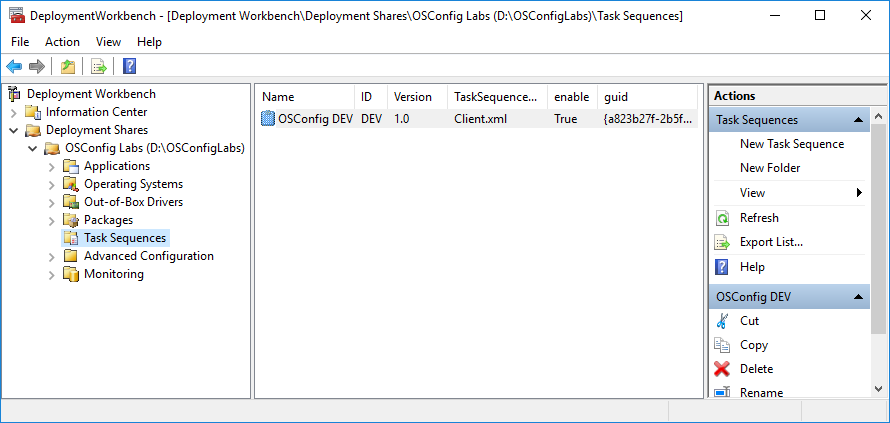 DeploymentWorkbench - [Deployment Workbench\Deployment Shares\OSConfig Labs (D:\OSConfigLabs)\Task Sequences]
File Action View Help
Deployment Workbench
Information Center
Deployment Shares
OSConfig Labs (D:\OSConfigLabs)
Applications
Operating Systems
Out-of-Box Drivers
Packages
Task Sequences
Advanced Configuration
Monitoring
Name ID Version TaskSequence... enable guid
OSConfig DEV DEV 1.0 Client.xml True {a823b27f-2b5f...
Actions
Task Sequences
New Task Sequence
New Folder
View
Refresh
Export List...
Help
OSConfig DEV
Cut
Copy
Delete
Rename